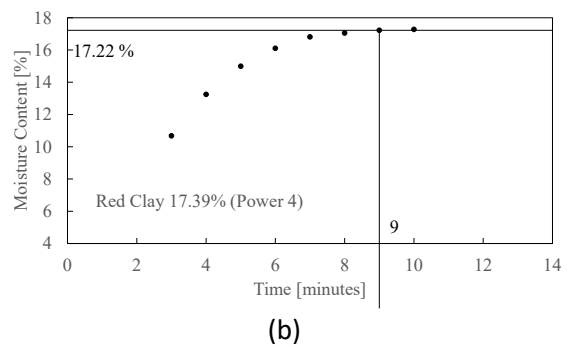 Moisture Content [%]
18
16
14
12
10
8
6
4
17.22 %
Red Clay 17.39% (Power 4)
9
0 2 4 6 8 10 12 14
Time [minutes]
(b)